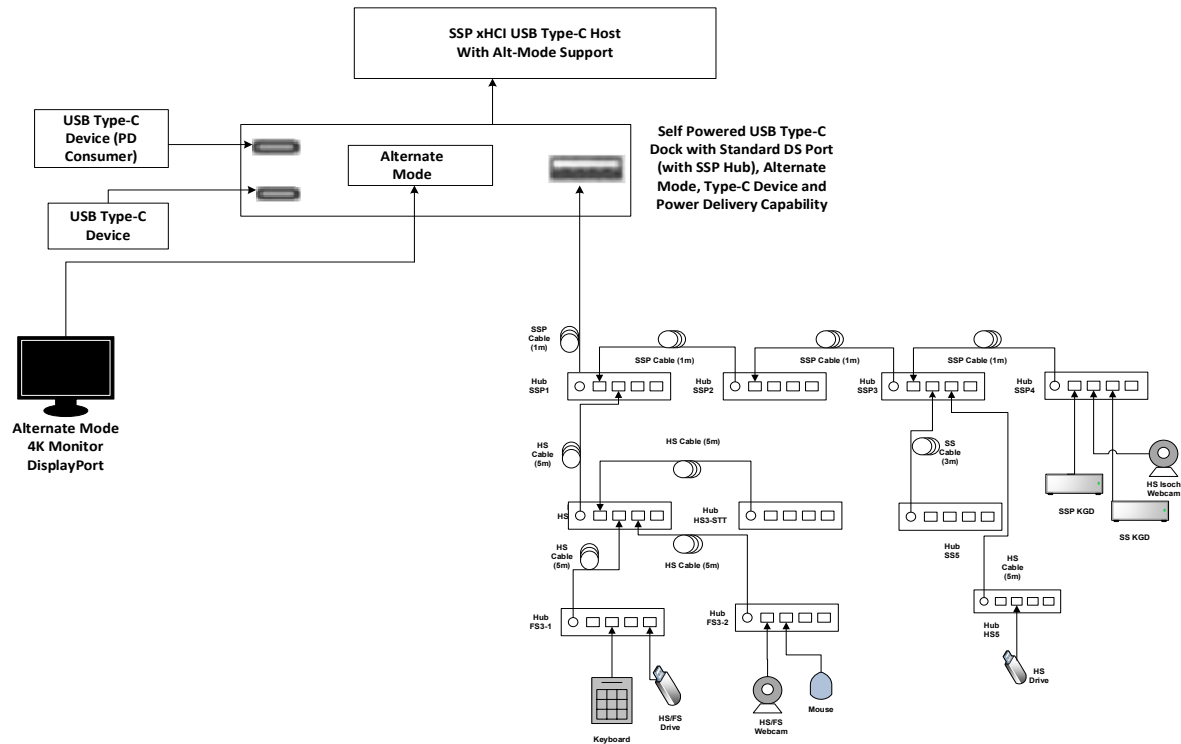 SSP xHCI USB Type-C Host
With Alt-Mode Support
USB Type-C
Device (PD
Consumer)
Alternate
Mode
USB Type-C
Device
Self Powered USB Type-C
Dock with Standard DS Port
(with SSP Hub), Alternate
Mode, Type-C Device and
Power Delivery Capability
Alternate Mode
4K Monitor
DisplayPort
SSP
Cable
(1m)
SSP Cable (1m)
SSP Cable (1m)
SSP Cable (1m)
Hub
SSP1
Hub
SSP2
Hub
SSP3
Hub
SSP4
HS
Cable
(5m)
HS Cable (5m)
SS
Cable
(3m)
HS Isoch
Webcam
SSP KGD
SS KGD
HS
Hub
HS3-STT
Hub
SS5
HS
Cable
(5m)
HS Cable (5m)
HS
Cable
(5m)
Hub
FS3-1
Hub
FS3-2
Hub
HS5
HS
Drive
Keyboard
HS/FS
Drive
HS/FS
Webcam
Mouse